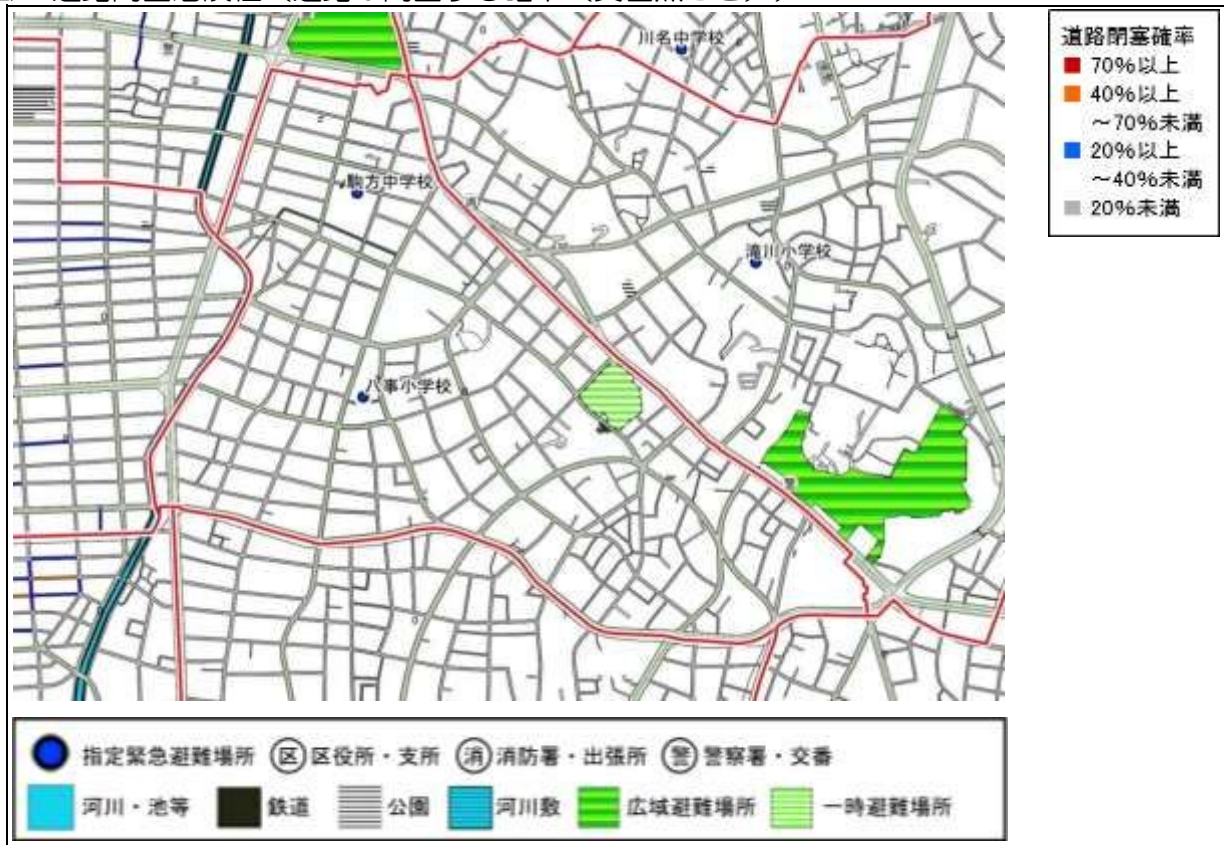 川名中学校
駒方中学校
滝川小学校
八事小学校
道路閉塞確率
70%以上
40%以上
～70%未満
20%以上
～40%未満
20%未満
指定緊急避難場所 区 区役所・支所 消 消防署・出張所 警 警察署・交番
河川・池等 鉄道 公園 河川敷 広域避難場所 一時避難場所